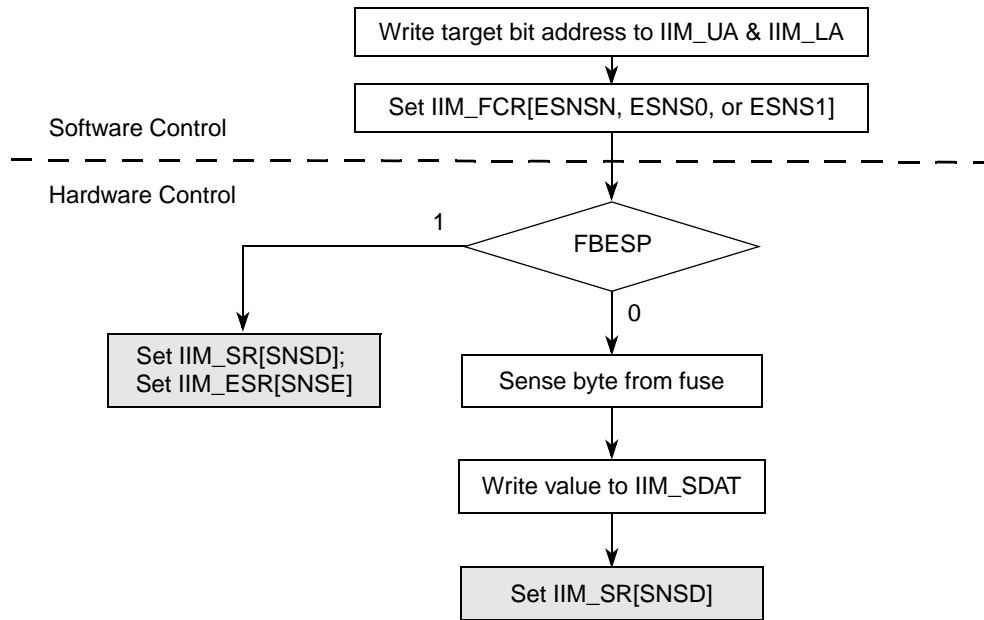 Write target bit address to IIM_UA & IIM_LA
Set IIM_FCR[ESNSN, ESNS0, or ESNS1]
Software Control
Hardware Control
1
FBESP
0
Set IIM_SR[SNSD];
Set IIM_ESR[SNSE]
Sense byte from fuse
Write value to IIM_SDAT
Set IIM_SR[SNSD]